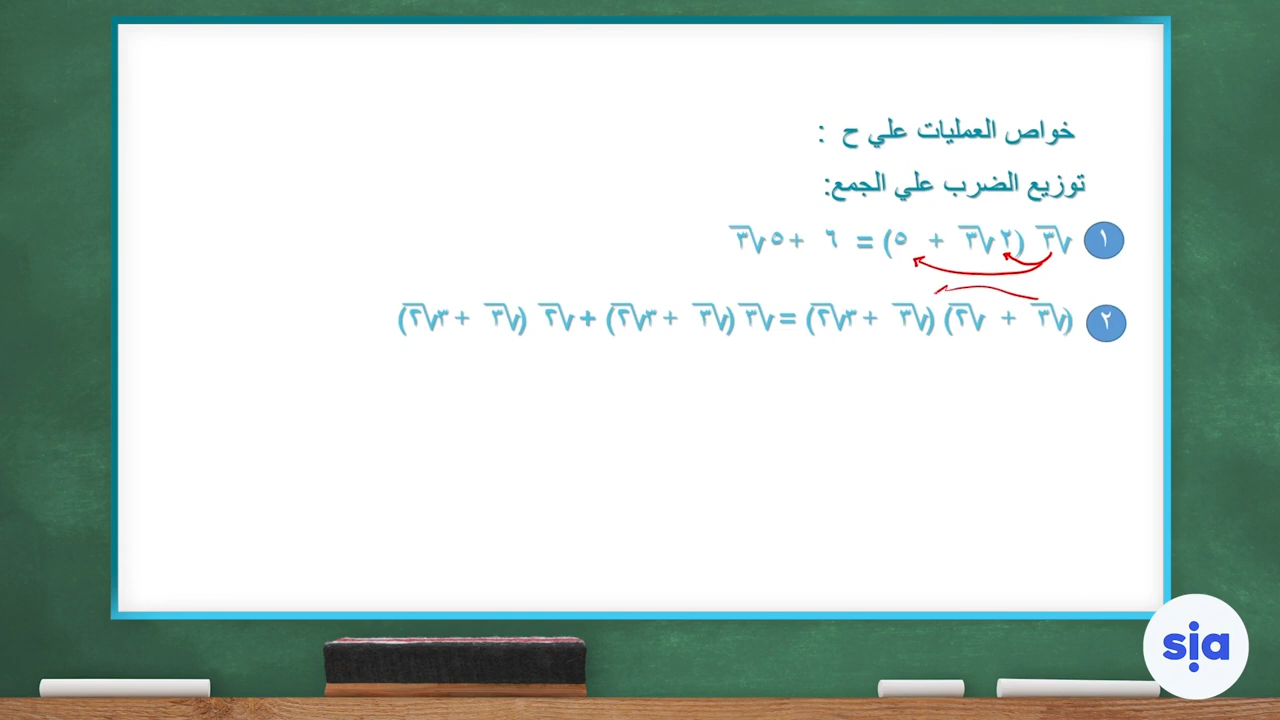 خواص العمليات علي ح :
توزيع الضرب علي الجمع:
١ √٣ (٢√٣ + ٥) = ٦ + ٥√٣
٢ (√٣ + √٢) (√٣ + ٣√٢) = √٣ (√٣ + ٣√٢) + √٢ (√٣ + ٣√٢)
sia